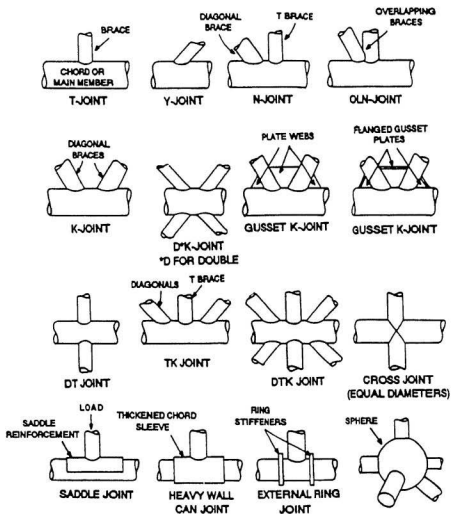 BRACE
CHORD OR
MAIN MEMBER
T-JOINT
Y-JOINT
DIAGONAL
BRACE
T BRACE
N-JOINT
OVERLAPPING
BRACES
OLN-JOINT
DIAGONAL
BRACES
K-JOINT
D*K-JOINT
*D FOR DOUBLE
PLATE WEBS
GUSSET K-JOINT
FLANGED GUSSET
PLATES
GUSSET K-JOINT
DT JOINT
DIAGONALS
T BRACE
TK JOINT
DTK JOINT
CROSS JOINT
(EQUAL DIAMETERS)
SADDLE
REINFORCEMENT
LOAD
SADDLE JOINT
THICKENED CHORD
SLEEVE
HEAVY WALL
CAN JOINT
RING
STIFFENERS
EXTERNAL RING
JOINT
SPHERE